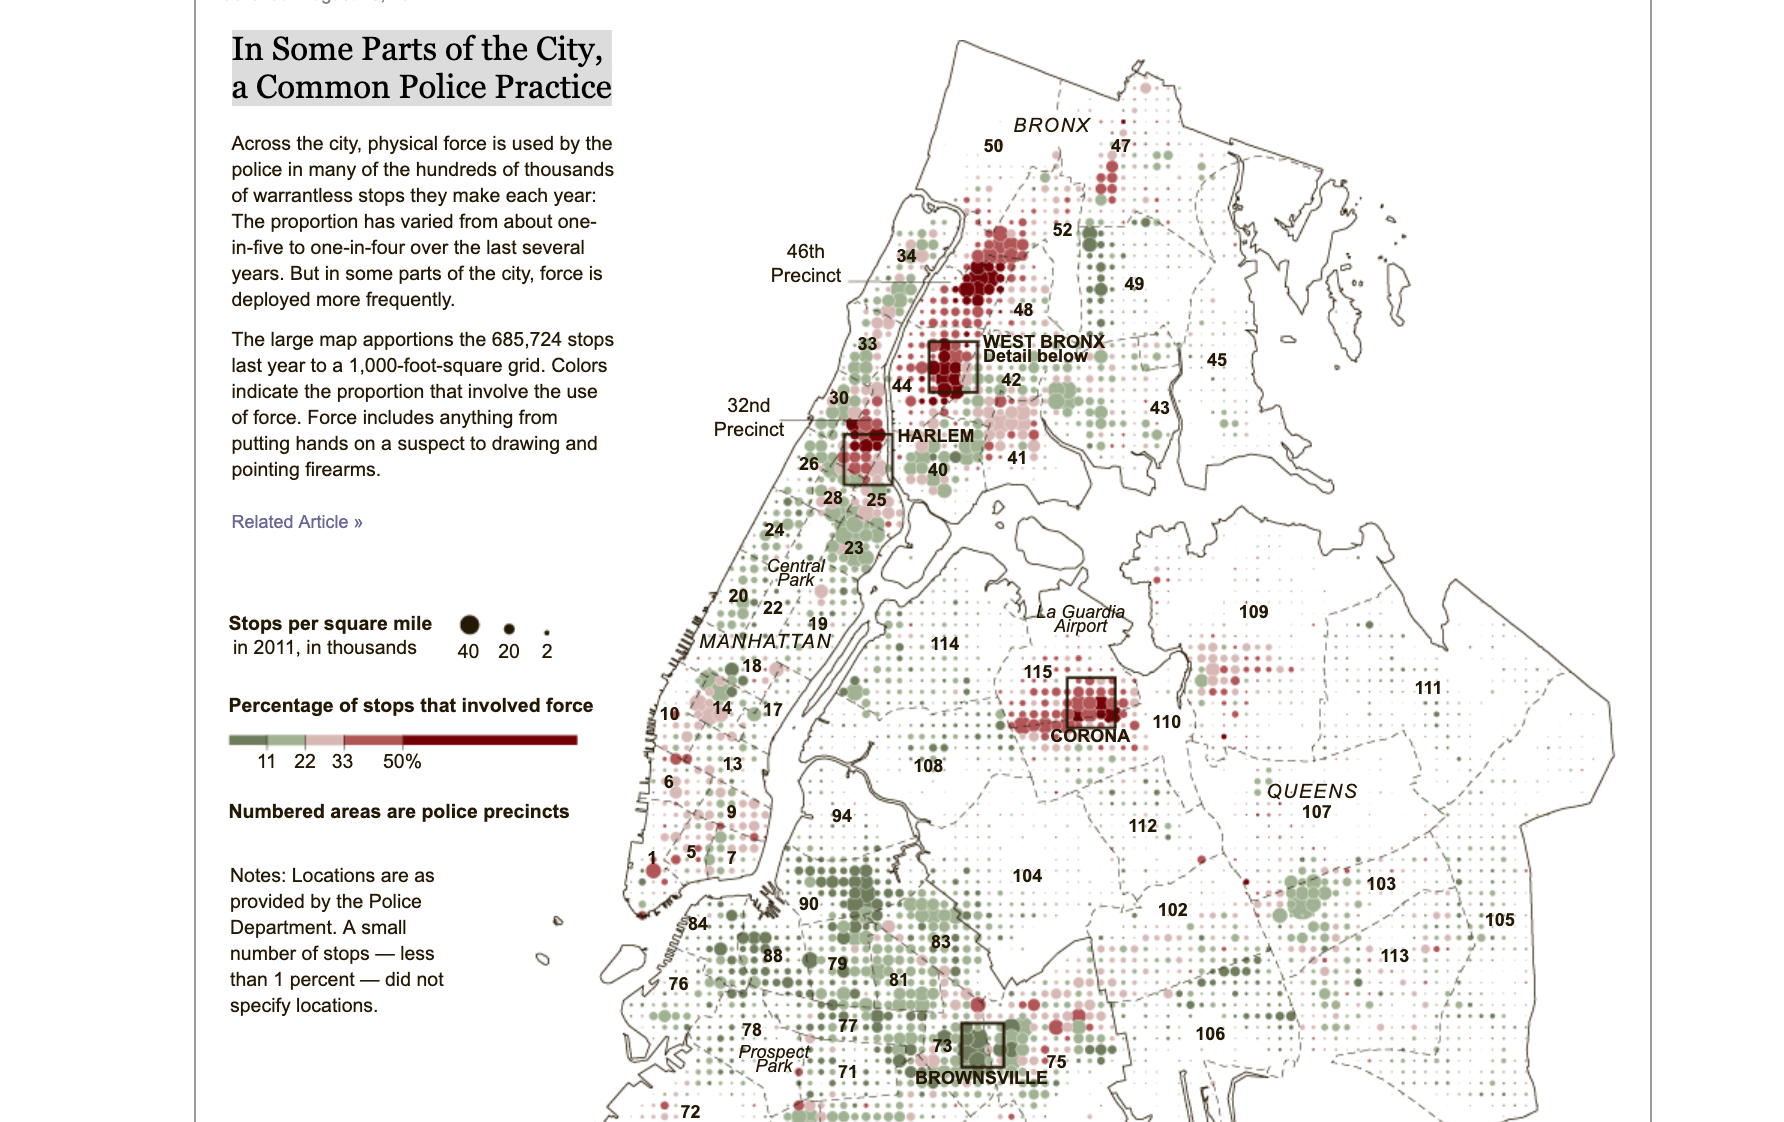 In Some Parts of the City,
a Common Police Practice
Across the city, physical force is used by the
police in many of the hundreds of thousands
of warrantless stops they make each year:
The proportion has varied from about one-
in-five to one-in-four over the last several
years. But in some parts of the city, force is
deployed more frequently.
The large map apportions the 685,724 stops
last year to a 1,000-foot-square grid. Colors
indicate the proportion that involve the use
of force. Force includes anything from
putting hands on a suspect to drawing and
pointing firearms.
Related Article »
Stops per square mile
in 2011, in thousands
40 20 2
Percentage of stops that involved force
11 22 33 50%
Numbered areas are police precincts
Notes: Locations are as
provided by the Police
Department. A small
number of stops — less
than 1 percent — did not
specify locations.
BRONX
50
47
52
46th
Precinct
34
49
48
33
WEST BRONX
Detail below
45
44
42
30
43
32nd
Precinct
HARLEM
26
40
41
28
25
24
23
Central
Park
20
22
19
MANHATTAN
La Guardia
Airport
109
114
18
115
111
10
14
17
110
CORONA
13
108
6
QUEENS
107
9
94
112
1
5
7
104
103
90
102
105
84
83
88
79
113
76
81
78
77
106
73
75
Prospect
Park
71
BROWNSVILLE
72